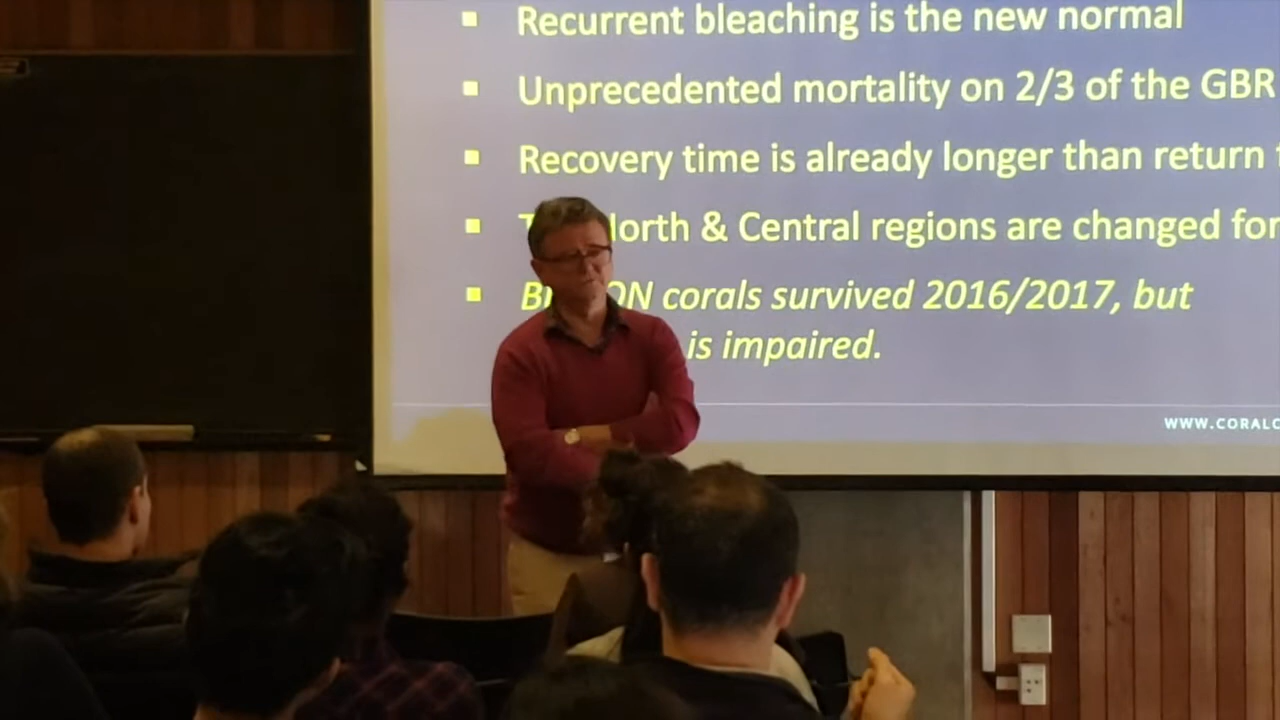 Recurrent bleaching is the new normal
Unprecedented mortality on 2/3 of the GBR
Recovery time is already longer than return
North & Central regions are changed for
corals survived 2016/2017, but
is impaired.
WWW.CORALC